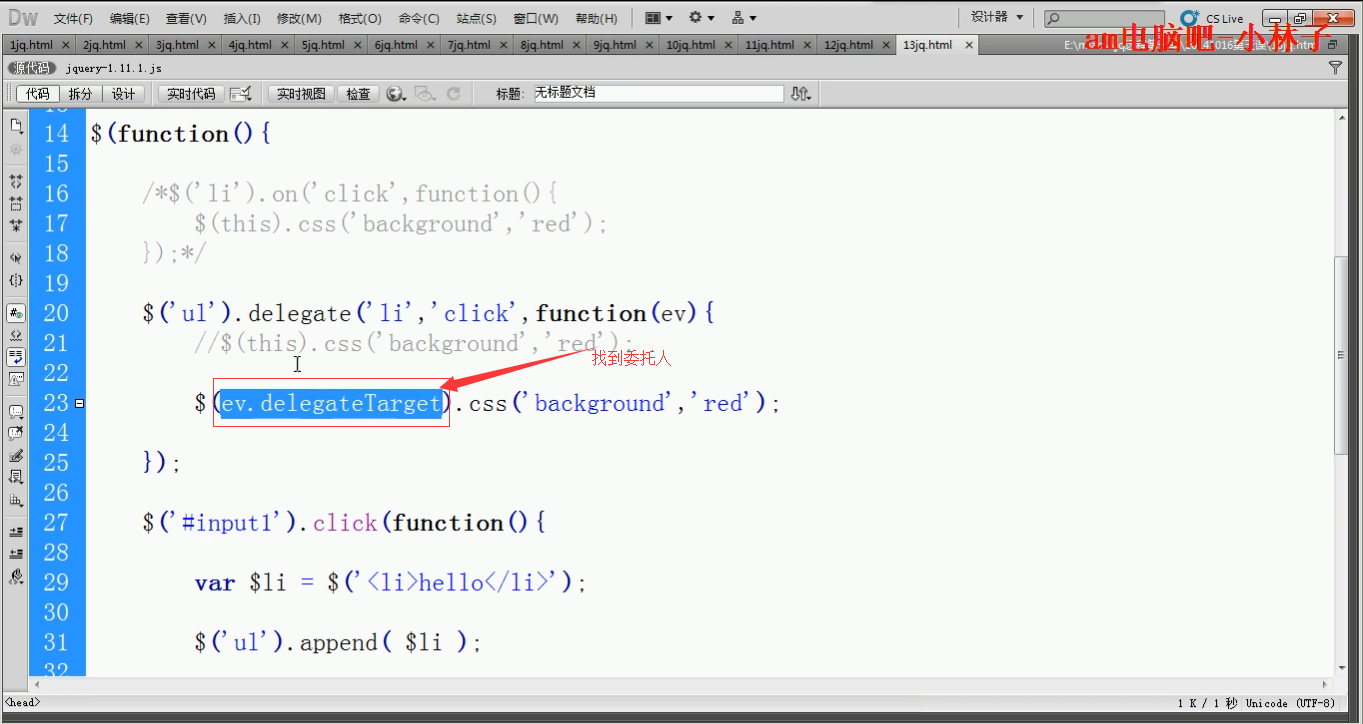 Dw 文件(F) 编辑(E) 查看(V) 插入(I) 修改(M) 格式(O) 命令(C) 站点(S) 窗口(W) 帮助(H) 设计器 CS Live
am电脑吧-小林子
1jq.html 2jq.html 3jq.html 4jq.html 5jq.html 6jq.html 7jq.html 8jq.html 9jq.html 10jq.html 11jq.html 12jq.html 13jq.html
源代码 jquery-1.11.1.js
代码 拆分 设计 实时代码 实时视图 检查 标题: 无标题文档
14 $(function(){
15
16 /*$('li').on('click',function(){
17 $(this).css('background','red');
18 });*/
19
20 $('ul').delegate('li','click',function(ev){
21 //$(this).css('background','red');
找到委托人
22
23 $(ev.delegateTarget).css('background','red');
24
25 });
26
27 $('#input1').click(function(){
28
29 var $li = $('<li>hello</li>');
30
31 $('ul').append( $li );
32
<head> 1 K / 1 秒 Unicode (UTF-8)